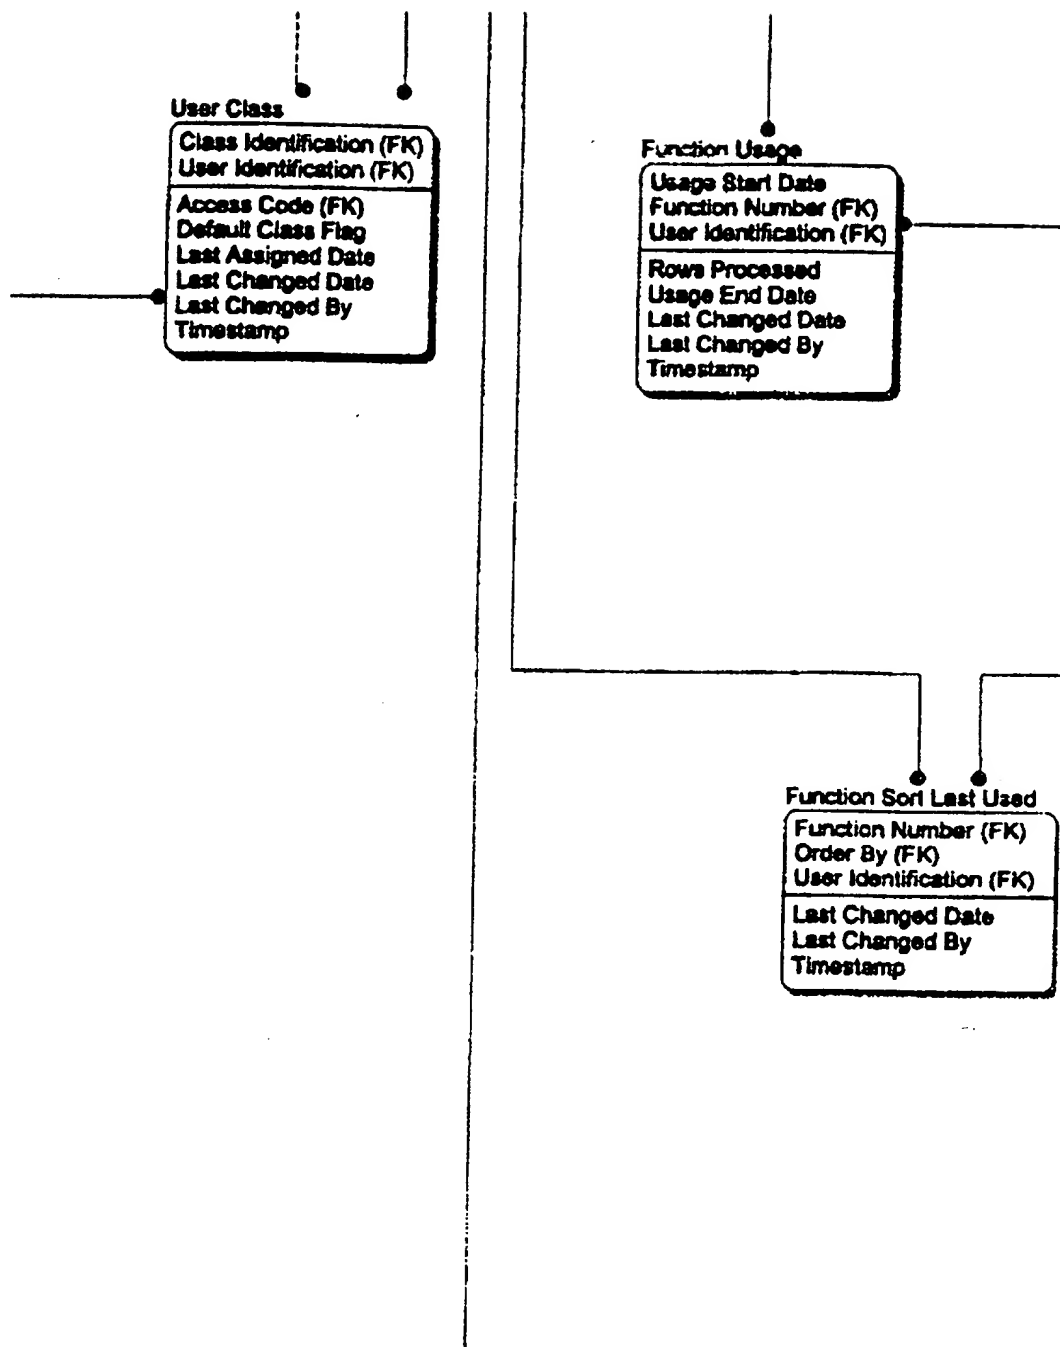 User Class
Class Identification (FK)
User Identification (FK)
Access Code (FK)
Default Class Flag
Last Assigned Date
Last Changed Date
Last Changed By
Timestamp
Function Usage
Usage Start Date
Function Number (FK)
User Identification (FK)
Rows Processed
Usage End Date
Last Changed Date
Last Changed By
Timestamp
Function Sort Last Used
Function Number (FK)
Order By (FK)
User Identification (FK)
Last Changed Date
Last Changed By
Timestamp